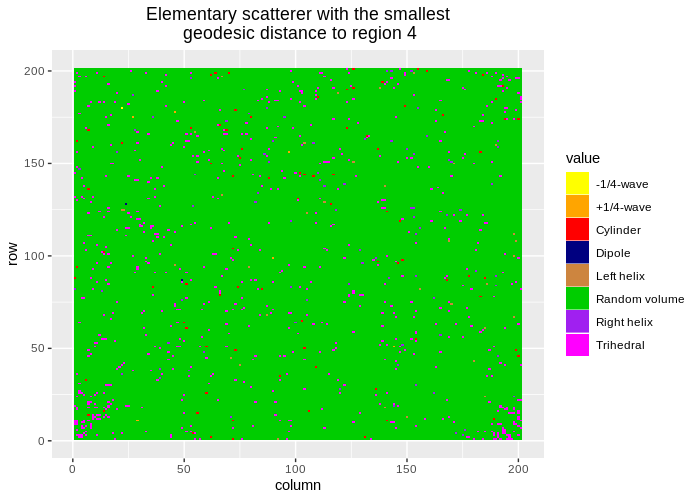 Elementary scatterer with the smallest
geodesic distance to region 4
row
200
150
100
50
0
0 50 100 150 200
column
value
-1/4-wave
+1/4-wave
Cylinder
Dipole
Left helix
Random volume
Right helix
Trihedral